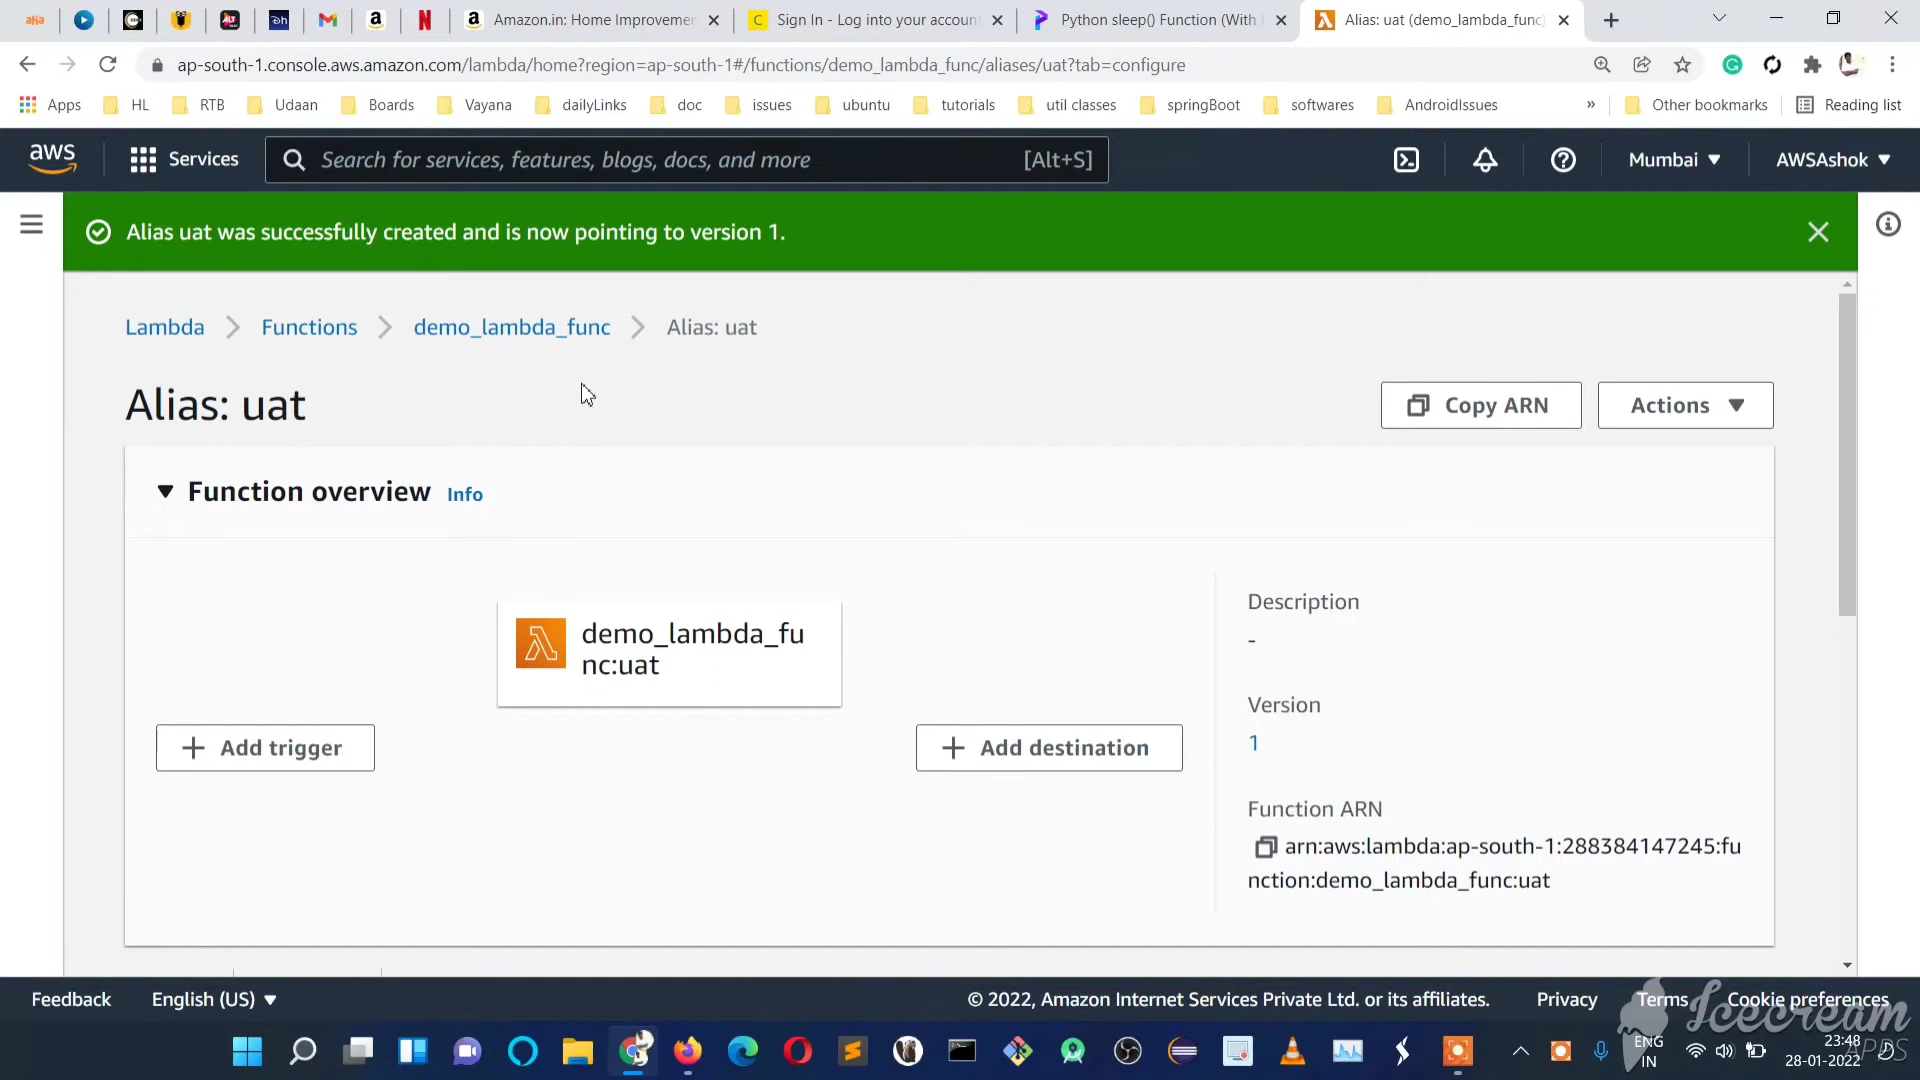 Amazon.in: Home Improvemen
Sign In - Log into your accoun
Python sleep() Function (With
Alias: uat (demo_lambda_func)
ap-south-1.console.aws.amazon.com/lambda/home?region=ap-south-1#/functions/demo_lambda_func/aliases/uat?tab=configure
Apps HL RTB Udaan Boards Vayana dailyLinks doc issues ubuntu tutorials util classes springBoot softwares AndroidIssues » Other bookmarks Reading list
aws Services Search for services, features, blogs, docs, and more [Alt+S] Mumbai AWSAshok
Alias uat was successfully created and is now pointing to version 1.
Lambda Functions demo_lambda_func Alias: uat
Alias: uat
Copy ARN Actions
Function overview Info
demo_lambda_fu
nc:uat
Add trigger
Add destination
Description
-
Version
1
Function ARN
arn:aws:lambda:ap-south-1:288384147245:fu
nction:demo_lambda_func:uat
Feedback English (US) © 2022, Amazon Internet Services Private Ltd. or its affiliates. Privacy Terms Cookie preferences
Icecream
APPS
ENG
IN
23:48
28-01-2022